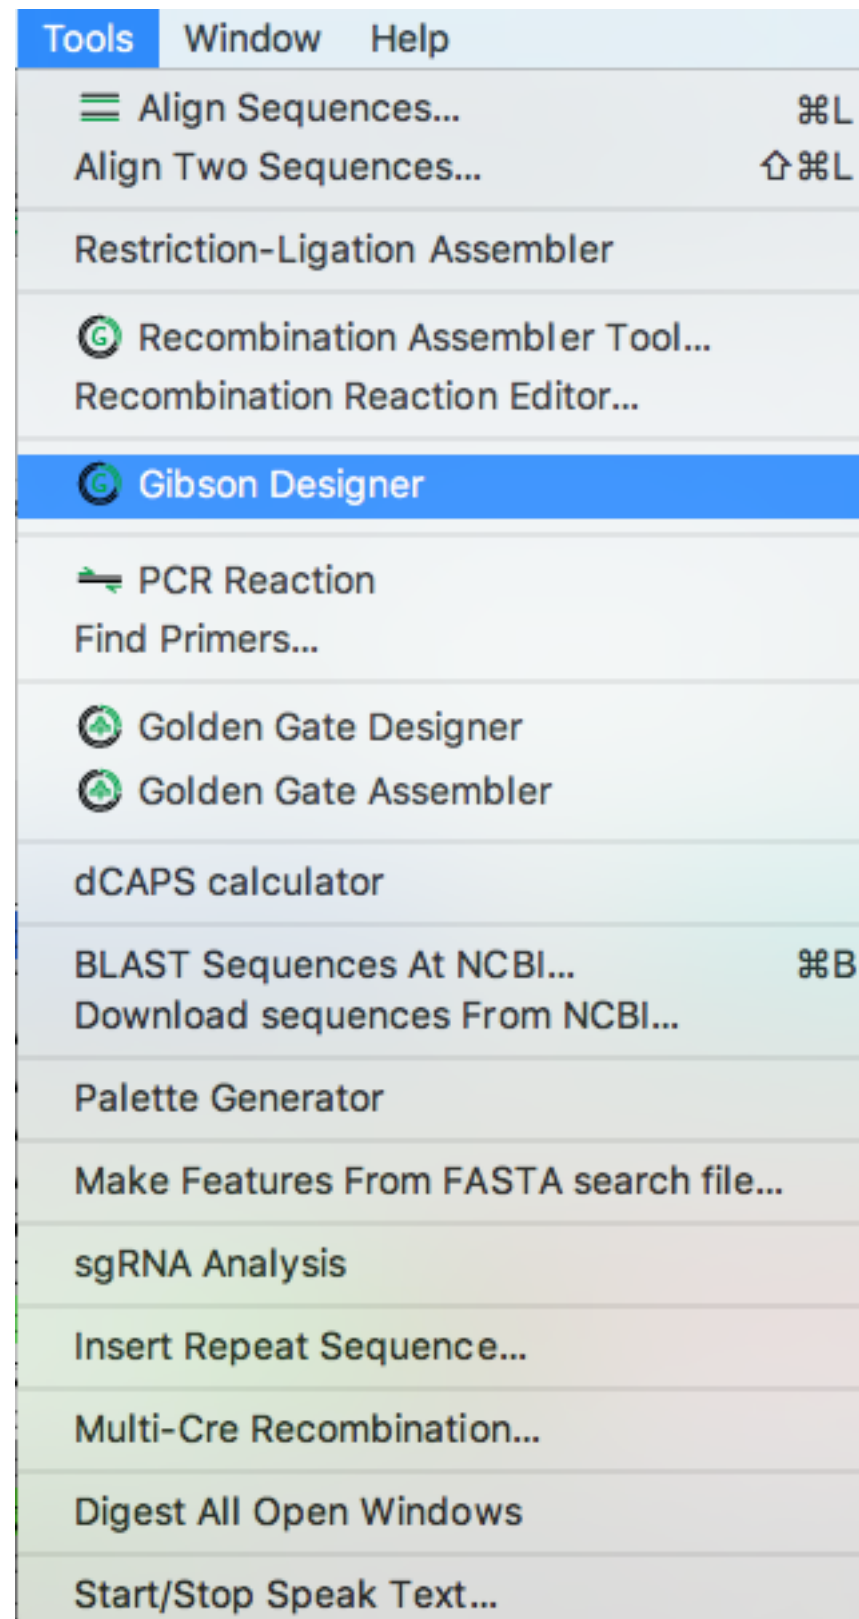 Tools Window Help
Align Sequences... ⌘L
Align Two Sequences... ⇧⌘L
Restriction-Ligation Assembler
Recombination Assembler Tool...
Recombination Reaction Editor...
Gibson Designer
PCR Reaction
Find Primers...
Golden Gate Designer
Golden Gate Assembler
dCAPS calculator
BLAST Sequences At NCBI... ⌘B
Download sequences From NCBI...
Palette Generator
Make Features From FASTA search file...
sgRNA Analysis
Insert Repeat Sequence...
Multi-Cre Recombination...
Digest All Open Windows
Start/Stop Speak Text...